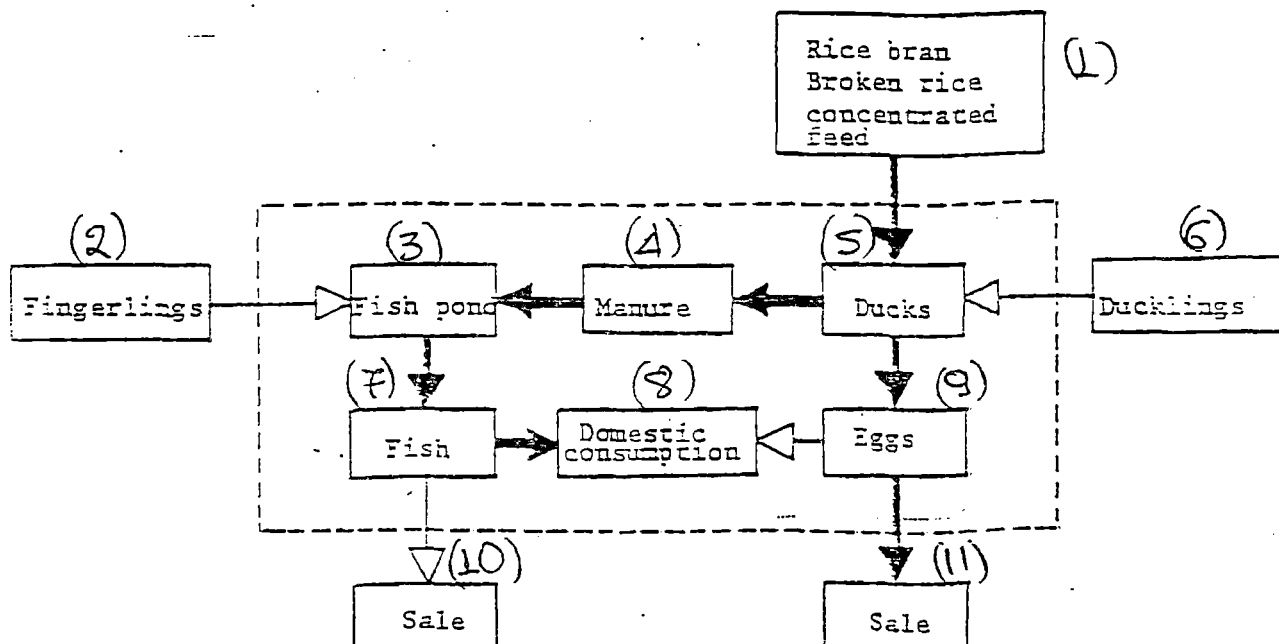 Rice bran
Broken rice
concentrated
feed
(1)
(2)
(3)
(4)
(5)
(6)
Fingerlings
Fish pond
Manure
Ducks
Ducklings
(7)
(8)
(9)
Fish
Domestic
consumption
Eggs
(10)
(11)
Sale
Sale